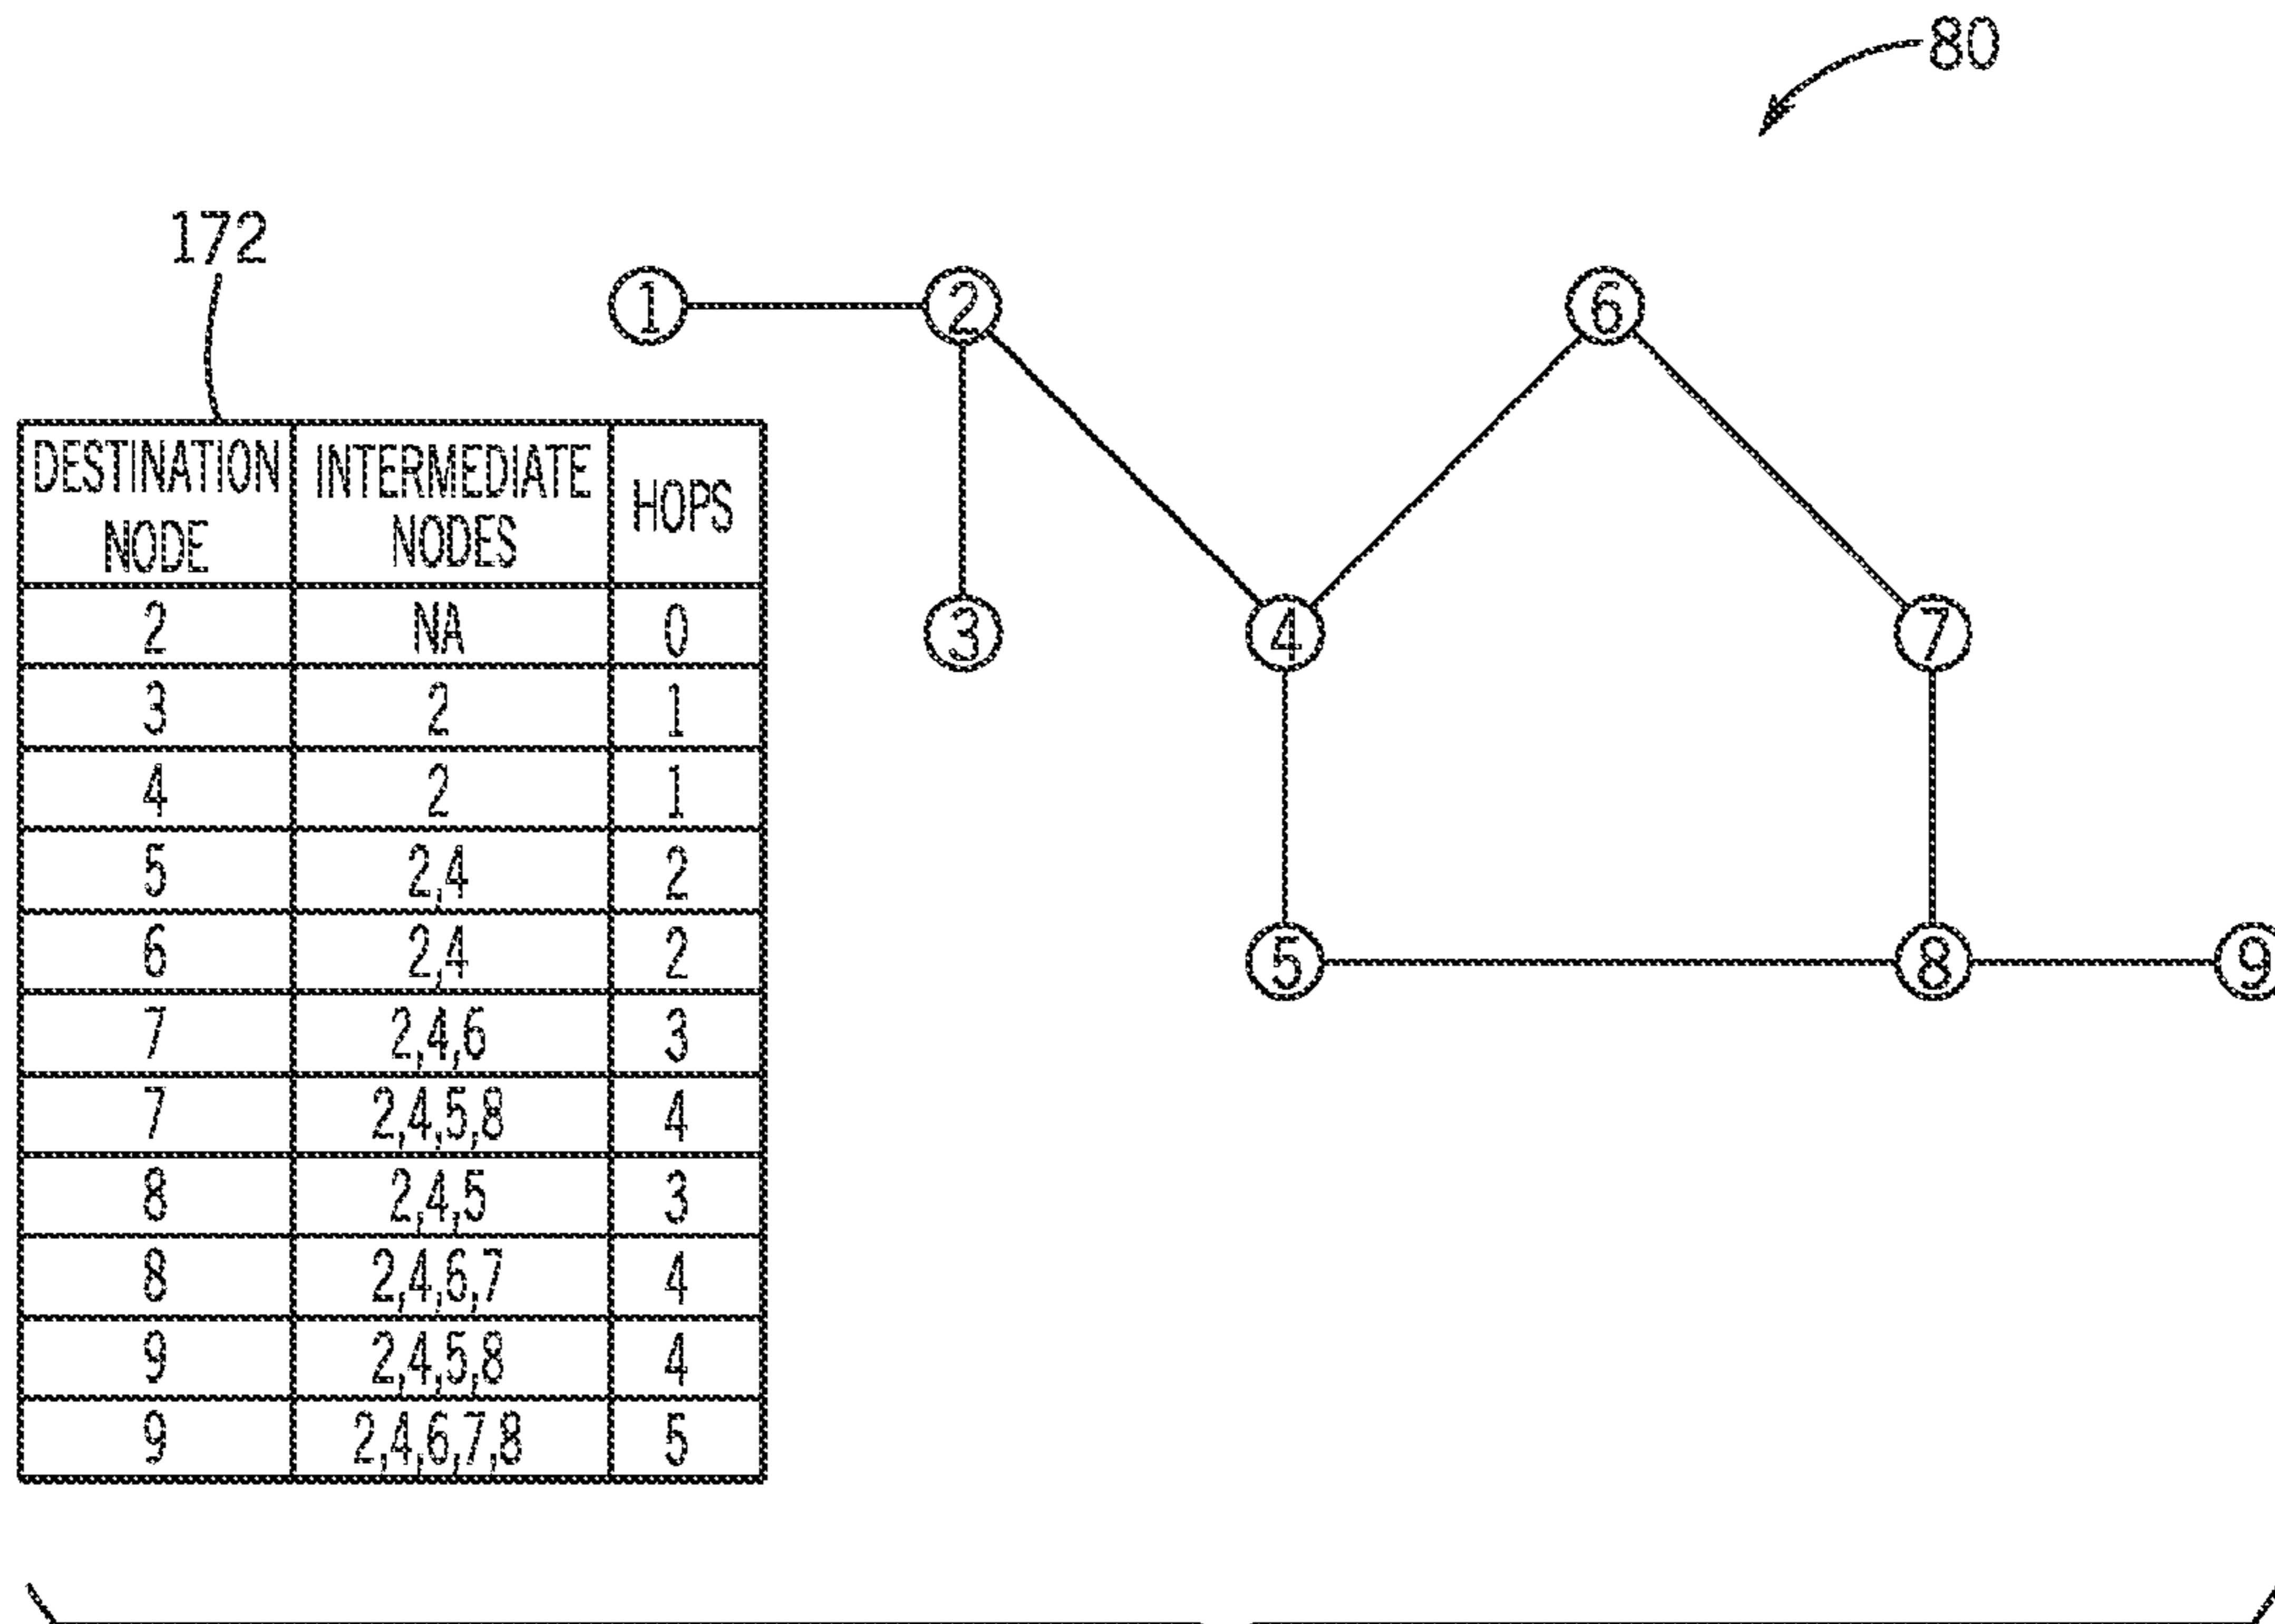 80
172
1
2
6
3
4
7
5
8
9
DESTINATION NODE INTERMEDIATE NODES HOPS
2 NA 0
3 2 1
4 2 1
5 2,4 2
6 2,4 2
7 2,4,6 3
7 2,4,5,8 4
8 2,4,5 3
8 2,4,6,7 4
9 2,4,5,8 4
9 2,4,6,7,8 5